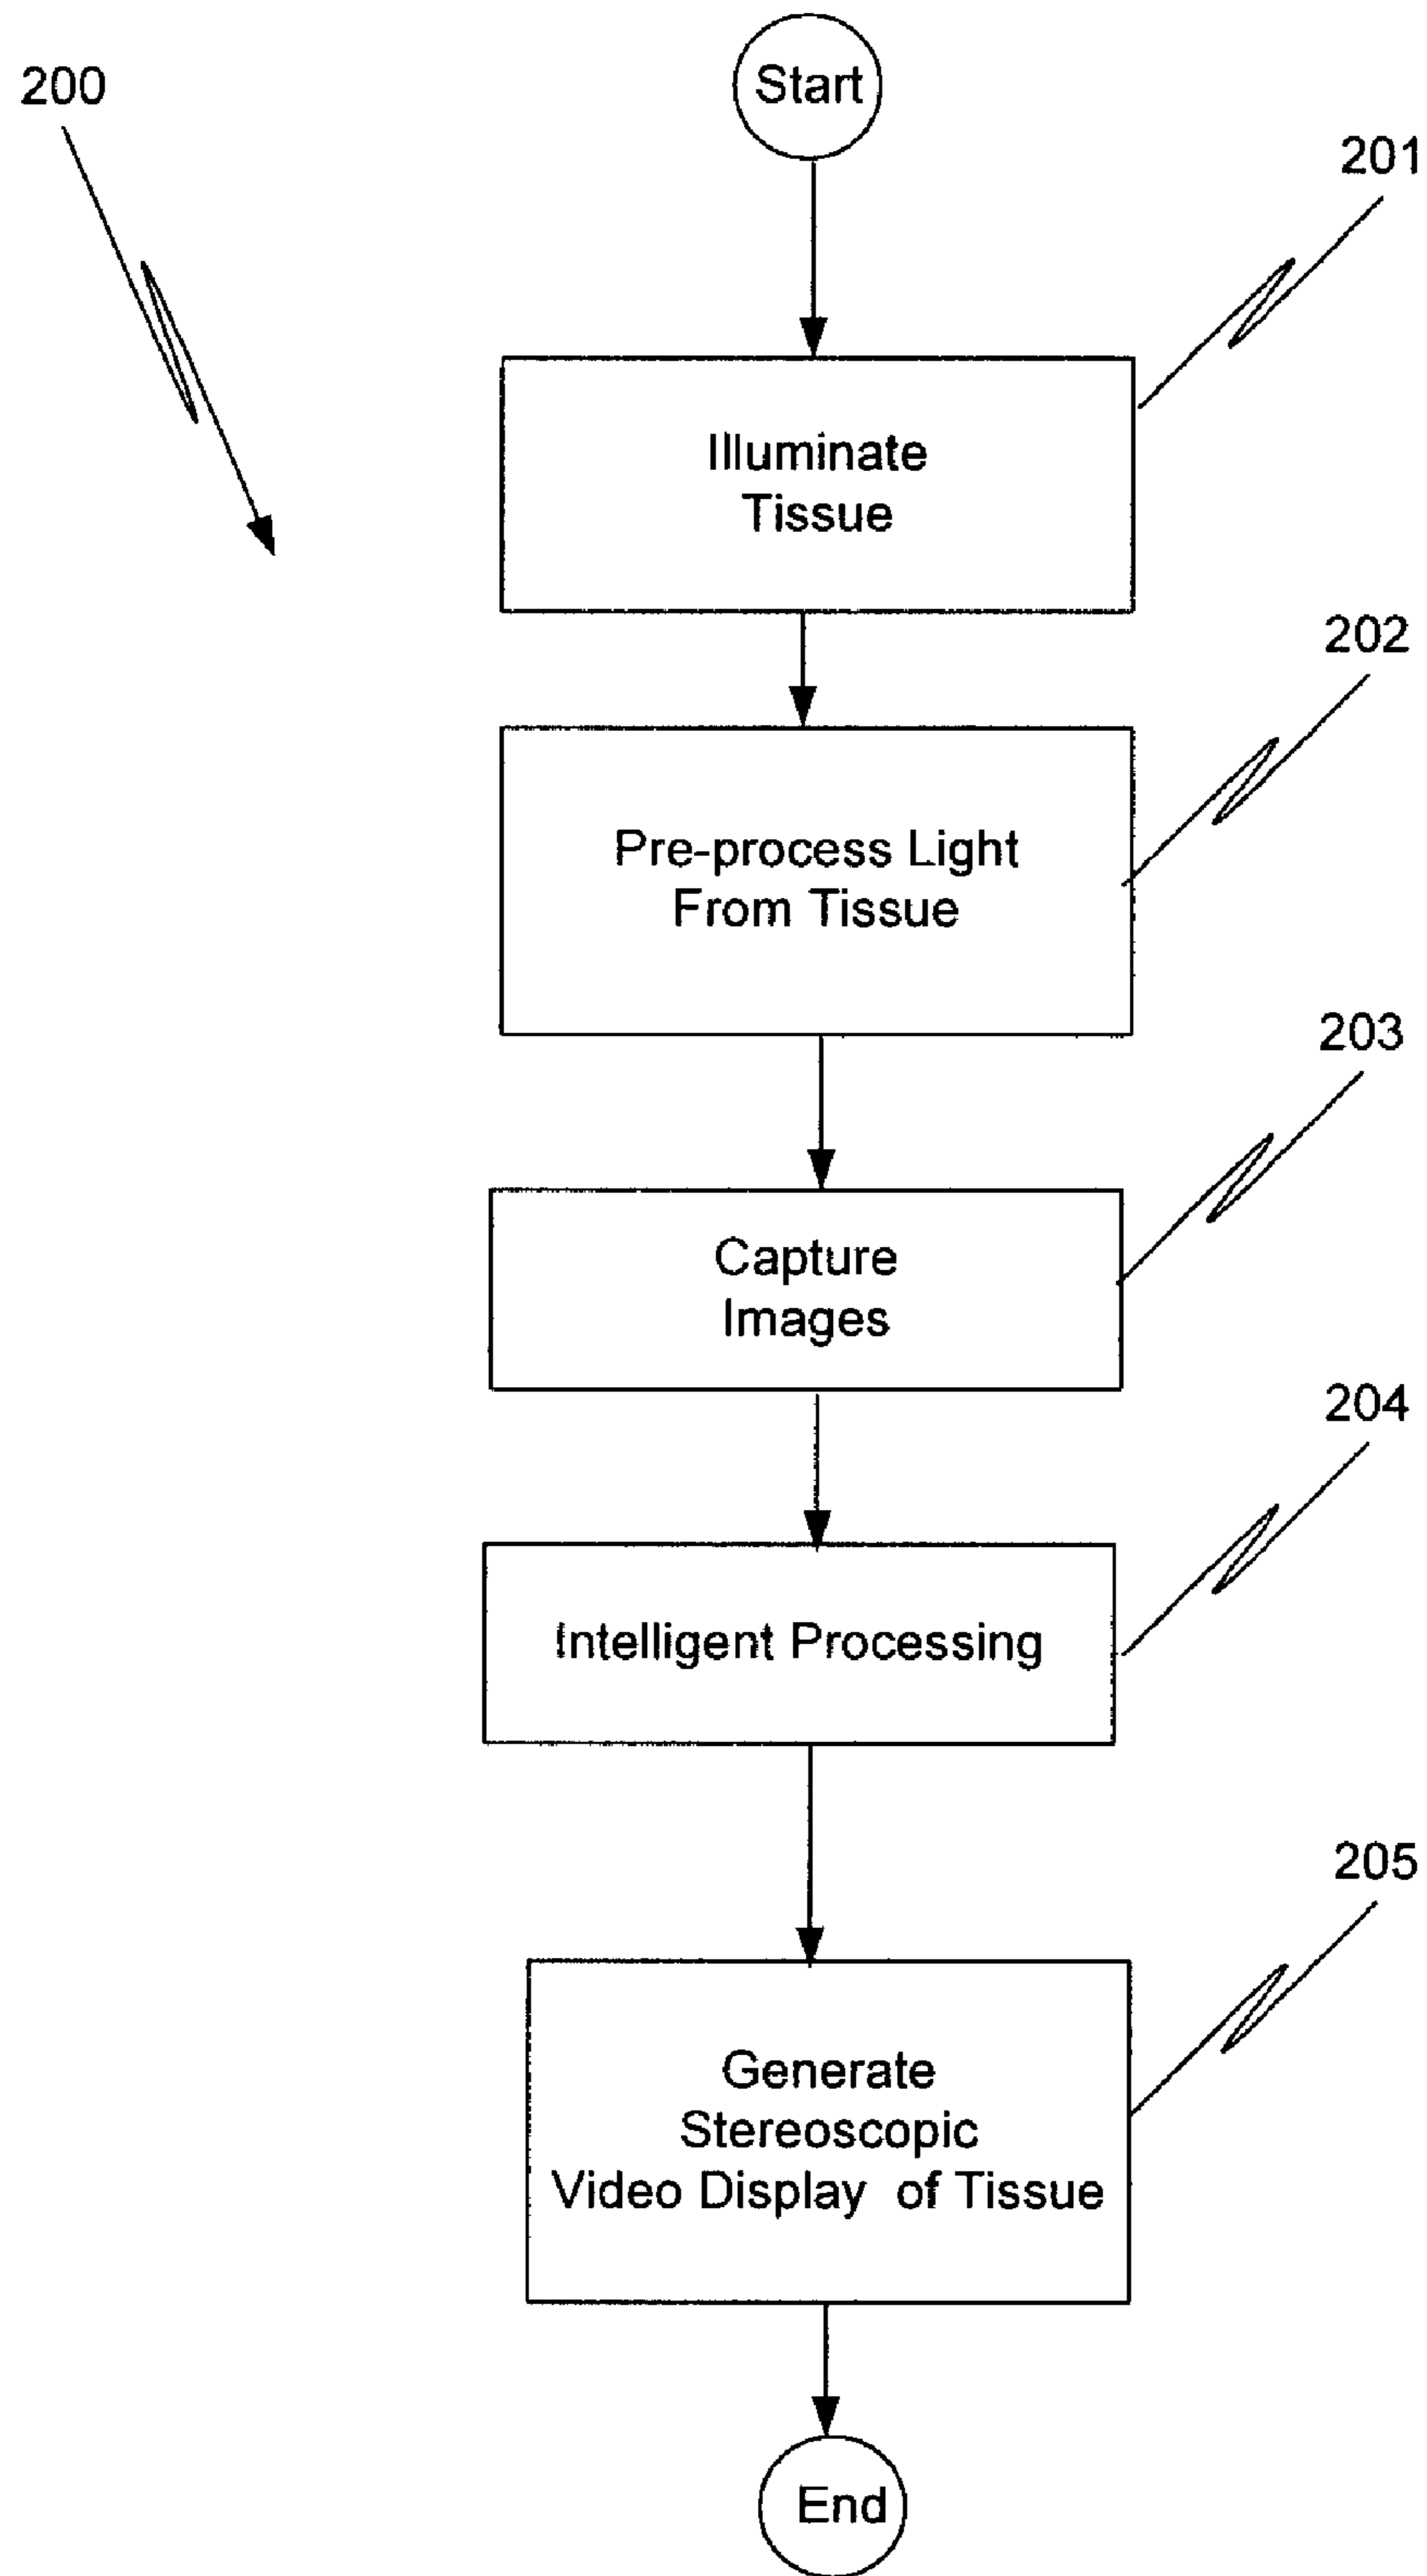 Start
200
201
Illuminate
Tissue
202
Pre-process Light
From Tissue
203
Capture
Images
204
Intelligent Processing
205
Generate
Stereoscopic
Video Display of Tissue
End